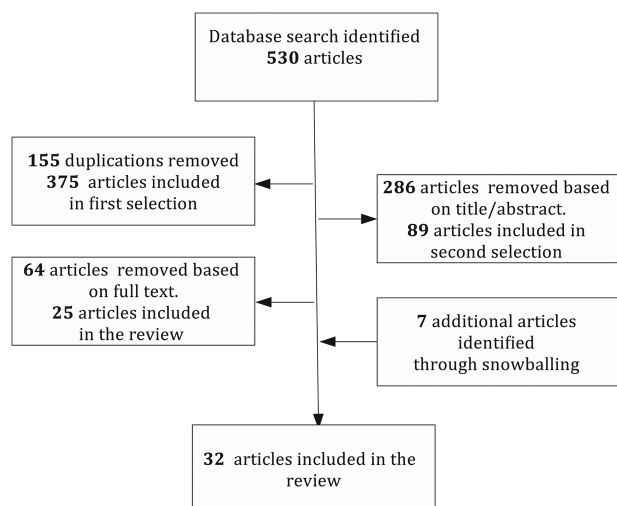 Database search identified
530 articles
155 duplications removed
375 articles included
in first selection
286 articles removed based
on title/abstract.
89 articles included in
second selection
64 articles removed based
on full text.
25 articles included
in the review
7 additional articles
identified
through snowballing
32 articles included in the
review